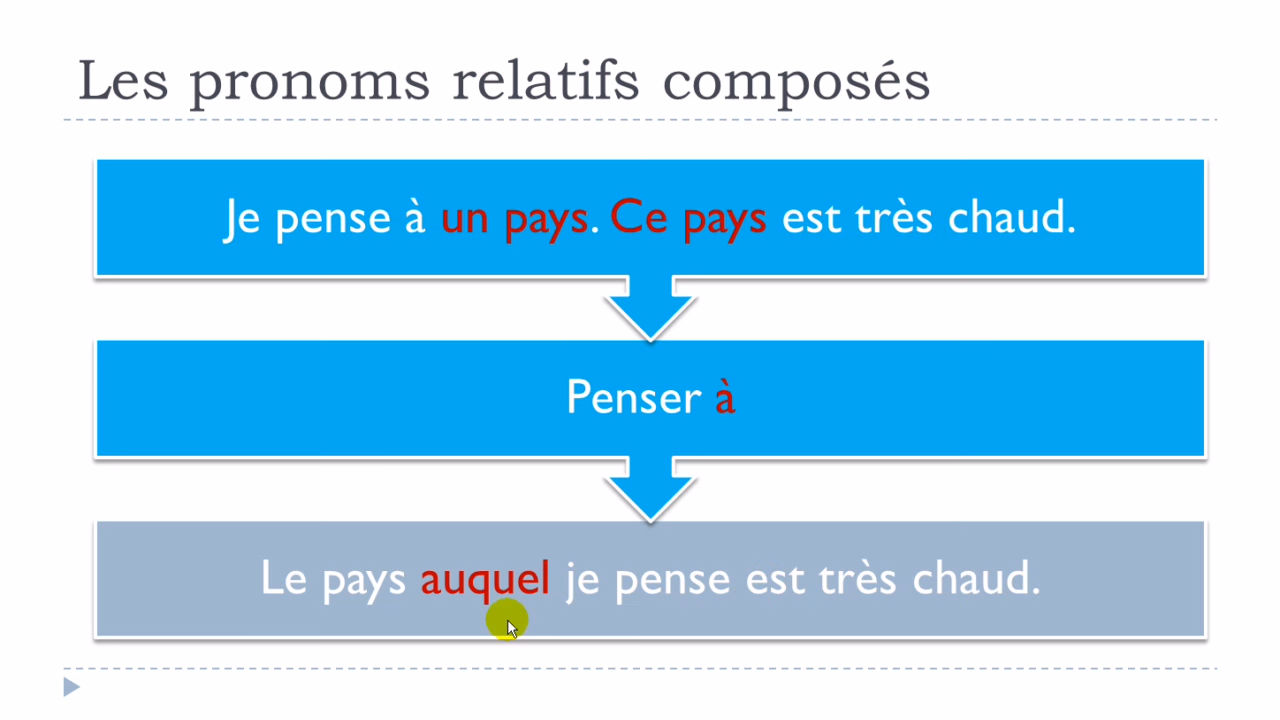 Les pronoms relatifs composés
Je pense à un pays. Ce pays est très chaud.
Penser à
Le pays auquel je pense est très chaud.